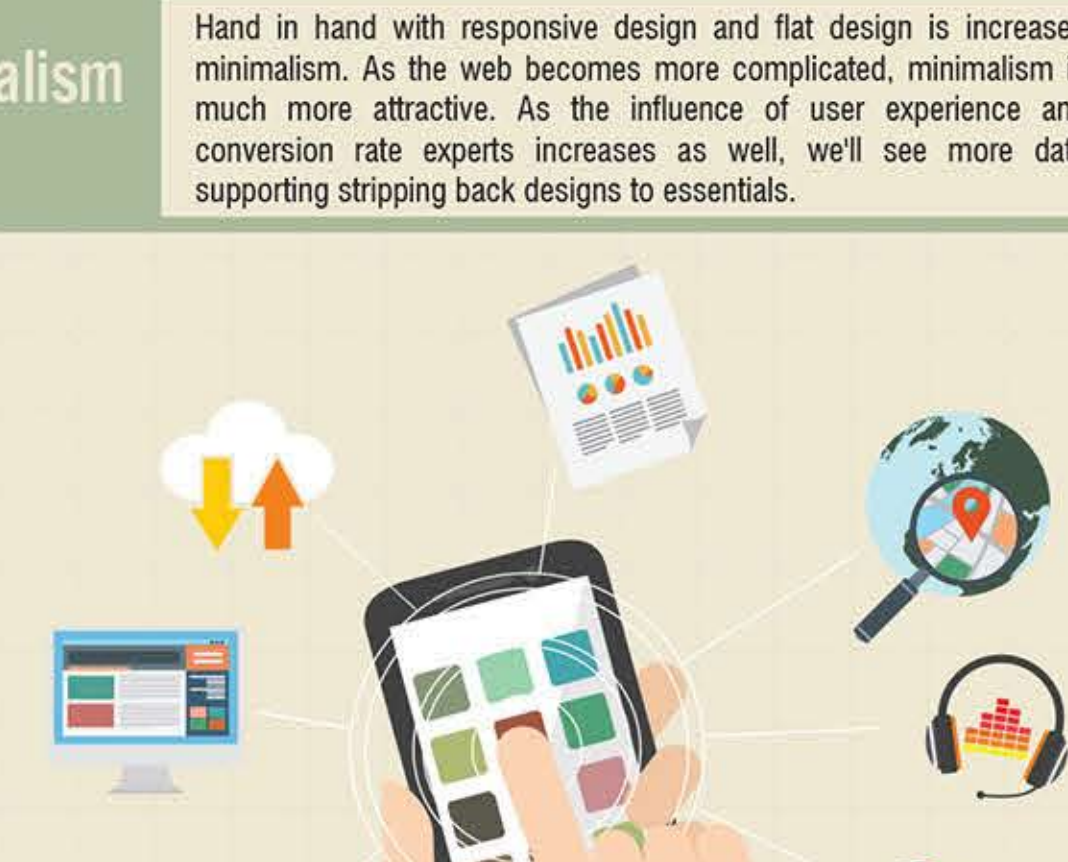 alism
Hand in hand with responsive design and flat design is increase
minimalism. As the web becomes more complicated, minimalism i
much more attractive. As the influence of user experience an
conversion rate experts increases as well, we'll see more dat
supporting stripping back designs to essentials.